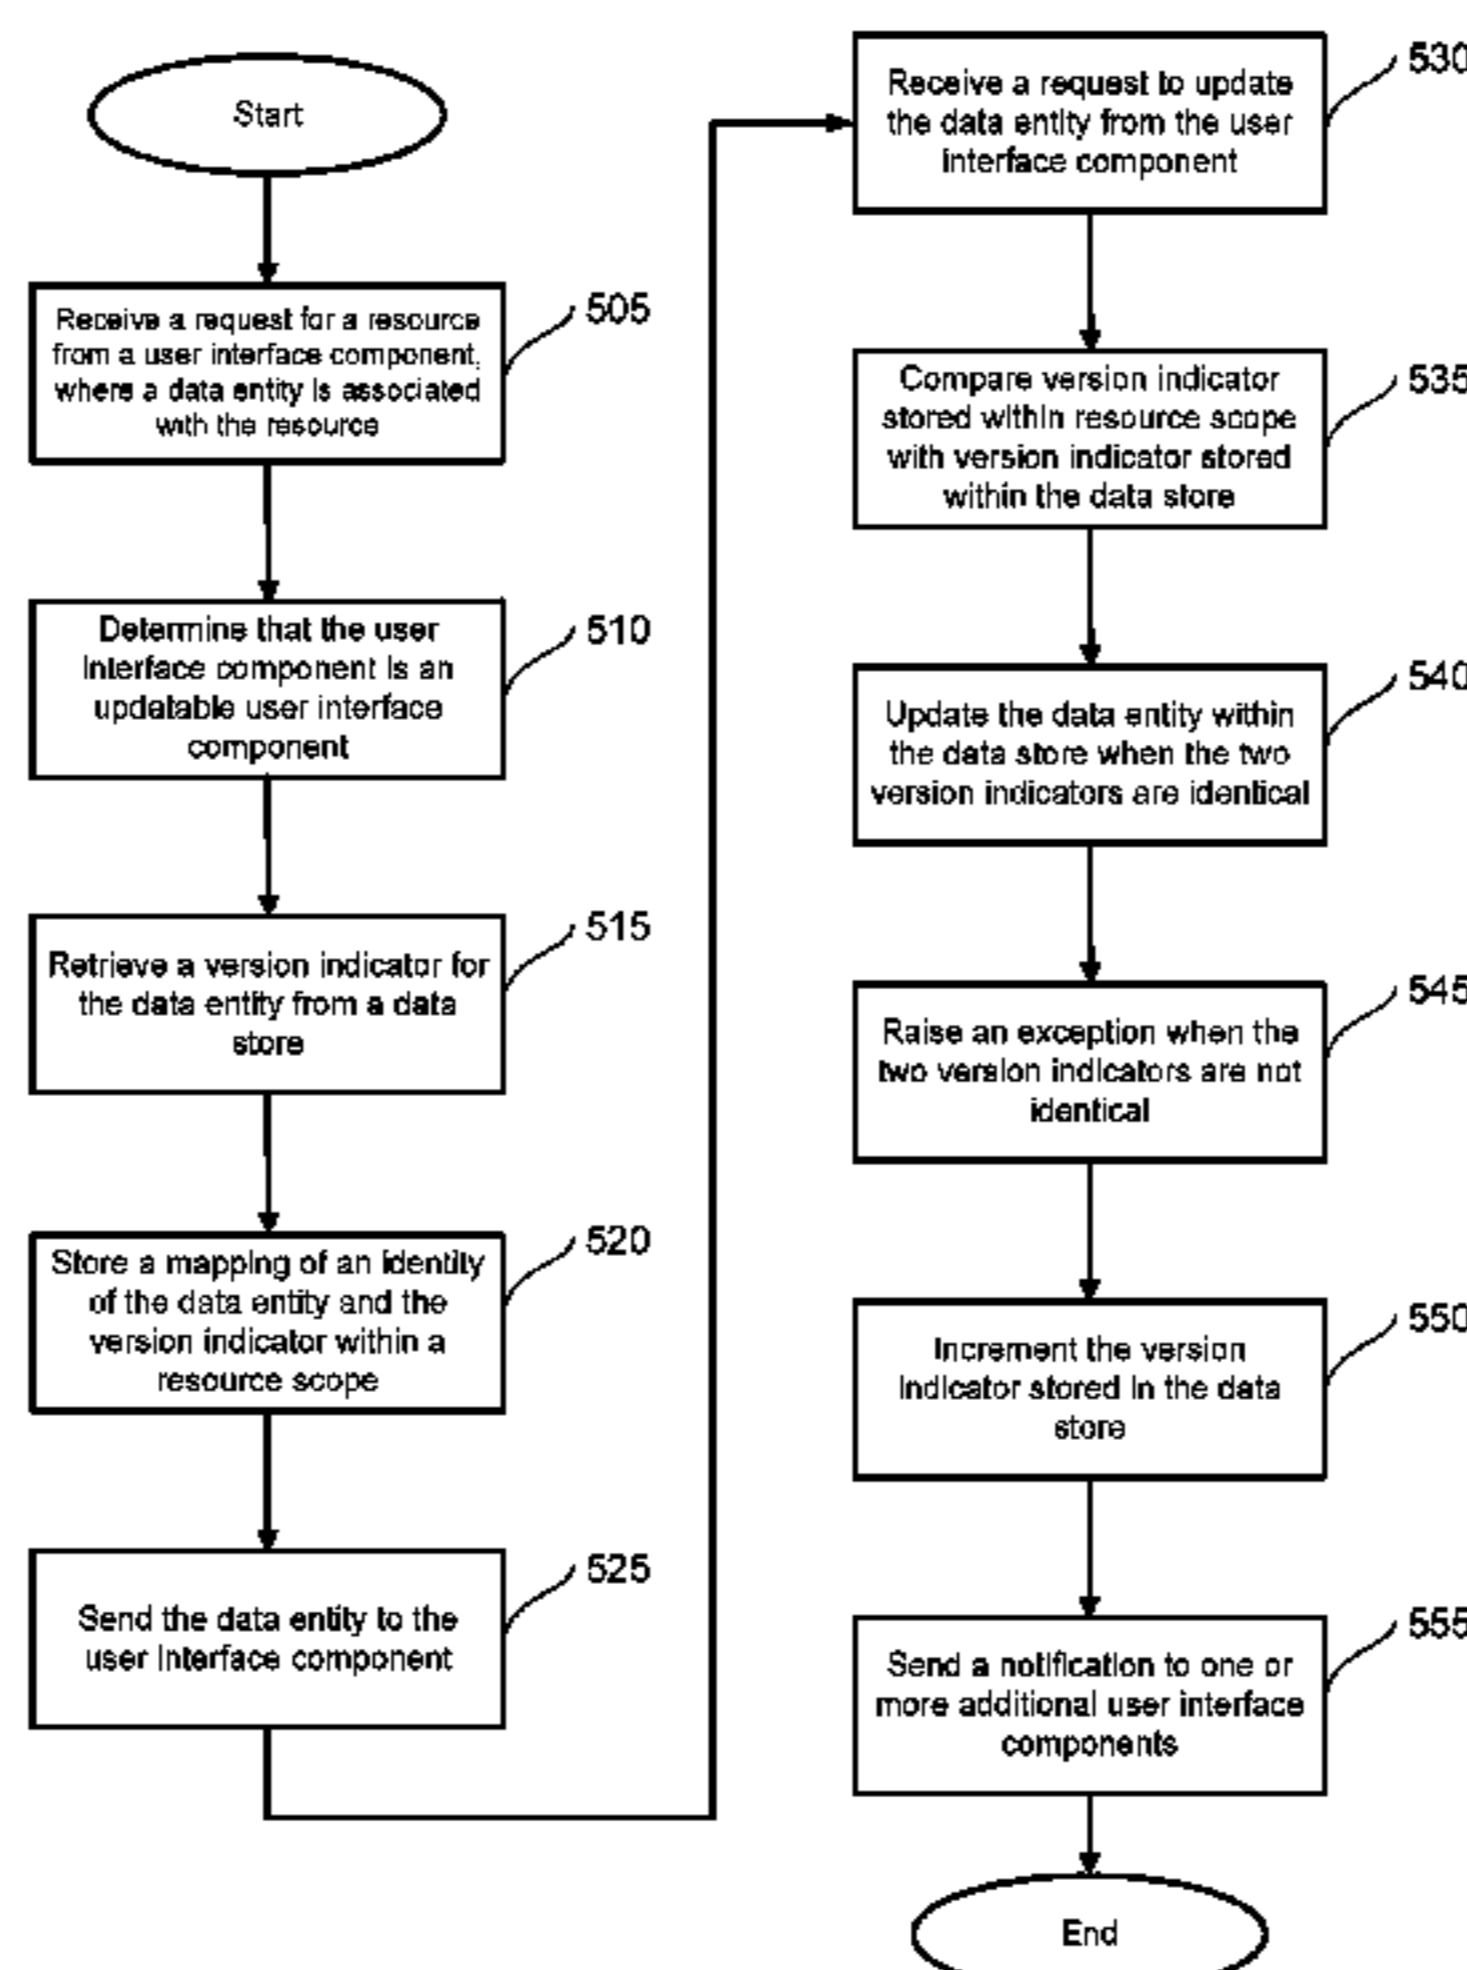 Start
Receive a request for a resource
from a user interface component,
where a data entity is associated
with the resource
505
Determine that the user
interface component is an
updatable user interface
component
510
Retrieve a version indicator for
the data entity from a data
store
515
Store a mapping of an identity
of the data entity and the
version indicator within a
resource scope
520
Send the data entity to the
user interface component
525
Receive a request to update
the data entity from the user
interface component
530
Compare version indicator
stored within resource scope
with version indicator stored
within the data store
535
Update the data entity within
the data store when the two
version indicators are identical
540
Raise an exception when the
two version indicators are not
identical
545
Increment the version
indicator stored in the data
store
550
Send a notification to one or
more additional user interface
components
555
End